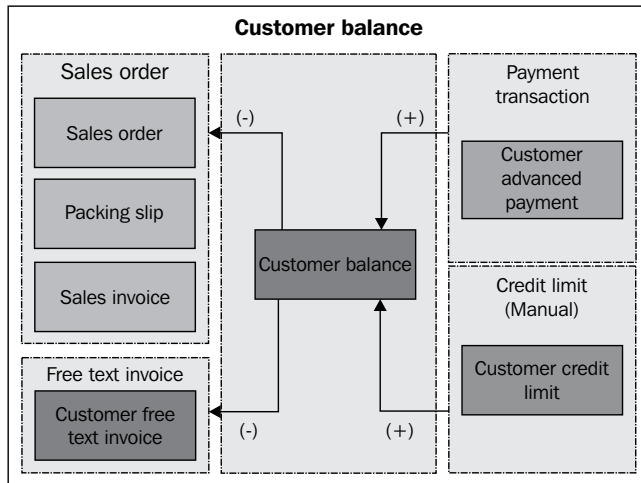 Customer balance
Sales order
Sales order
Packing slip
Sales invoice
Free text invoice
Customer free
text invoice
(-)
(-)
Customer balance
(+)
(+)
Payment
transaction
Customer
advanced
payment
Credit limit
(Manual)
Customer credit
limit